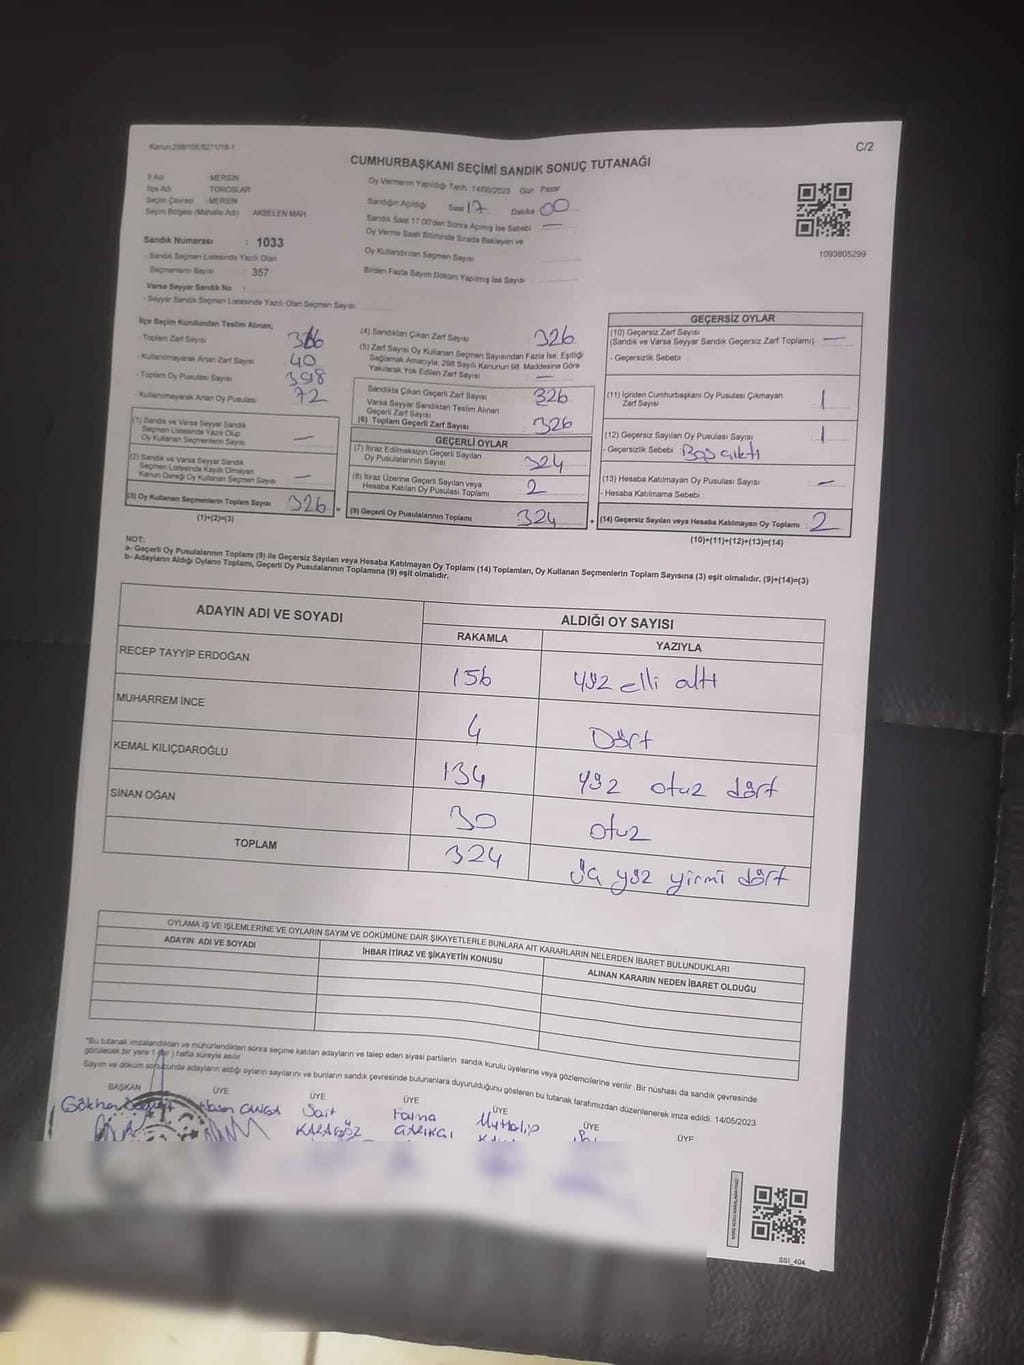 Kanun,298/105/6271/18-1
C/2
CUMHURBAŞKANI SEÇİMİ SANDIK SONUÇ TUTANAĞI
İl Adı : MERSİN
İlçe Adı : TOROSLAR
Seçim Çevresi : MERSİN
Seçim Bölgesi (Mahalle Adı) : AKBELEN MAH.
Sandık Numarası : 1033
- Sandık Seçmen Listesinde Yazılı Olan
Seçmenlerin Sayısı : 357
Varsa Seyyar Sandık No :
- Seyyar Sandık Seçmen Listesinde Yazılı Olan Seçmen Sayısı
Oy Vermenin Yapıldığı Tarih 14/05/2023 Gün Pazar
Sandığın Açıldığı Saat 17 Dakika 00
Sandık Saat 17.00'den Sonra Açılmış İse Sebebi —
Oy Verme Saati Bitiminde Sırada Bekleyen ve
Oy Kullandırılan Seçmen Sayısı
Birden Fazla Sayım Döküm Yapılmış İse Sayısı
1093805299
İlçe Seçim Kurulundan Teslim Alınan;
- Toplam Zarf Sayısı
- Kullanılmayarak Artan Zarf Sayısı 40
- Toplam Oy Pusulası Sayısı 398
- Kullanılmayarak Artan Oy Pusulası 72
(1) Sandık ve Varsa Seyyar Sandık
Seçmen Listesinde Yazılı Olup
Oy Kullanan Seçmenlerin Sayısı —
(2) Sandık ve Varsa Seyyar Sandık
Seçmen Listesinde Kayıtlı Olmayan
Kanun Gereği Oy Kullanan Seçmen Sayısı —
(3) Oy Kullanan Seçmenlerin Toplam Sayısı 326 =
(1)+(2)=(3)
(4) Sandıktan Çıkan Zarf Sayısı 326
(5) Zarf Sayısı Oy Kullanan Seçmen Sayısından Fazla İse, Eşitliği
Sağlamak Amacıyla; 298 Sayılı Kanunun 98. Maddesine Göre
Yakılarak Yok Edilen Zarf Sayısı —
Sandıkta Çıkan Geçerli Zarf Sayısı 326
Varsa Seyyar Sandıktan Teslim Alınan
Geçerli Zarf Sayısı
(6) Toplam Geçerli Zarf Sayısı 326
GEÇERLİ OYLAR
(7) İtiraz Edilmeksizin Geçerli Sayılan
Oy Pusulalarının Sayısı 324
(8) İtiraz Üzerine Geçerli Sayılan veya
Hesaba Katılan Oy Pusulası Toplamı 2
(9) Geçerli Oy Pusulalarının Toplamı 324 +
GEÇERSİZ OYLAR
(10) Geçersiz Zarf Sayısı
(Sandık ve Varsa Seyyar Sandık Geçersiz Zarf Toplamı) —
- Geçersizlik Sebebi :
(11) İçinden Cumhurbaşkanı Oy Pusulası Çıkmayan
Zarf Sayısı 1
(12) Geçersiz Sayılan Oy Pusulası Sayısı 1
- Geçersizlik Sebebi : Boş çıktı
(13) Hesaba Katılmayan Oy Pusulası Sayısı —
- Hesaba Katılmama Sebebi :
(14) Geçersiz Sayılan veya Hesaba Katılmayan Oy Toplamı : 2
(10)+(11)+(12)+(13)=(14)
NOT:
a- Geçerli Oy Pusulalarının Toplamı (9) ile Geçersiz Sayılan veya Hesaba Katılmayan Oy Toplamı (14) Toplamları, Oy Kullanan Seçmenlerin Toplam Sayısına (3) eşit olmalıdır. (9)+(14)=(3)
b- Adayların Aldığı Oyların Toplamı, Geçerli Oy Pusulalarının Toplamına (9) eşit olmalıdır.
ADAYIN ADI VE SOYADI ALDIĞI OY SAYISI
RAKAMLA YAZIYLA
RECEP TAYYİP ERDOĞAN 156 yüz elli altı
MUHARREM İNCE 4 Dört
KEMAL KILIÇDAROĞLU 134 yüz otuz dört
SİNAN OĞAN 30 otuz
TOPLAM 324 üç yüz yirmi dört
OYLAMA İŞ VE İŞLEMLERİNE VE OYLARIN SAYIM VE DÖKÜMÜNE DAİR ŞİKAYETLERLE BUNLARA AİT KARARLARIN NELERDEN İBARET BULUNDUKLARI
ADAYIN ADI VE SOYADI İHBAR İTİRAZ VE ŞİKAYETİN KONUSU ALINAN KARARIN NEDEN İBARET OLDUĞU
*Bu tutanak imzalandıktan ve mühürlendikten sonra seçime katılan adayların ve talep eden siyasi partilerin sandık kurulu üyelerine veya gözlemcilerine verilir. Bir nüshası da sandık çevresinde
görülecek bir yere 1 (bir) hafta süreyle asılır.
Sayım ve döküm sonucunda adayların aldığı oyların sayılarını ve bunların sandık çevresinde bulunanlara duyurulduğunu gösteren bu tutanak tarafımızdan düzenlenerek imza edildi. 14/05/2023
BAŞKAN ÜYE ÜYE ÜYE ÜYE ÜYE ÜYE
Gökhan Hasan Sait Fatma Muttalip
KARAGÖZ
SSI_404